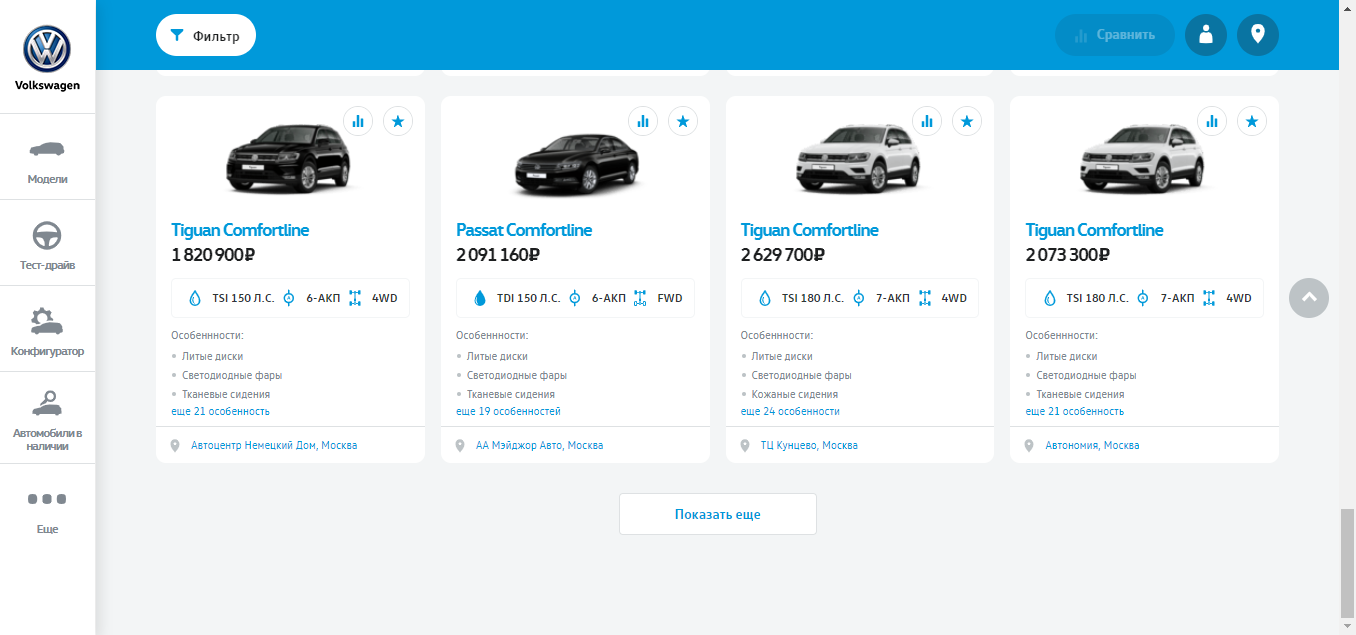 Volkswagen
Модели
Тест-драйв
Конфигуратор
Автомобили в
наличии
Еще
Фильтр
Сравнить
Tiguan Comfortline
1 820 900₽
TSI 150 Л.С. 6-АКП 4WD
Особеннности:
Литые диски
Светодиодные фары
Тканевые сидения
еще 21 особенность
Автоцентр Немецкий Дом, Москва
Passat Comfortline
2 091 160₽
TDI 150 Л.С. 6-АКП FWD
Особеннности:
Литые диски
Светодиодные фары
Тканевые сидения
еще 19 особенностей
АА Мэйджор Авто, Москва
Tiguan Comfortline
2 629 700₽
TSI 180 Л.С. 7-АКП 4WD
Особеннности:
Литые диски
Светодиодные фары
Кожаные сидения
еще 24 особенности
ТЦ Кунцево, Москва
Tiguan Comfortline
2 073 300₽
TSI 180 Л.С. 7-АКП 4WD
Особеннности:
Литые диски
Светодиодные фары
Тканевые сидения
еще 21 особенность
Автономия, Москва
Показать еще